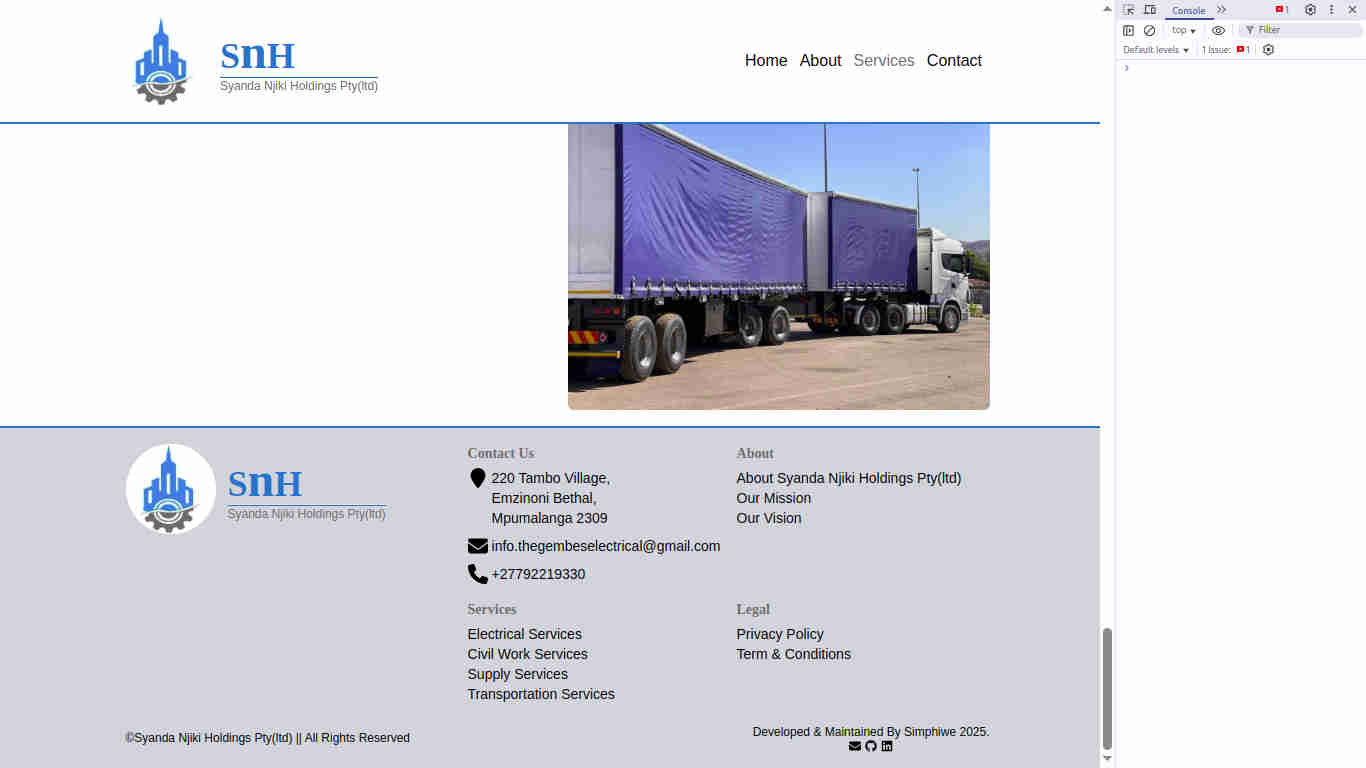 SnH
Syanda Njiki Holdings Pty(ltd)
Home About Services Contact
Console
1
top
Filter
Default levels
1 Issue: 1
Contact Us
220 Tambo Village,
Emzinoni Bethal,
Mpumalanga 2309
info.thegembeselectrical@gmail.com
+27792219330
About
About Syanda Njiki Holdings Pty(ltd)
Our Mission
Our Vision
SnH
Syanda Njiki Holdings Pty(ltd)
Services
Electrical Services
Civil Work Services
Supply Services
Transportation Services
Legal
Privacy Policy
Term & Conditions
©Syanda Njiki Holdings Pty(ltd) || All Rights Reserved
Developed & Maintained By Simphiwe 2025.